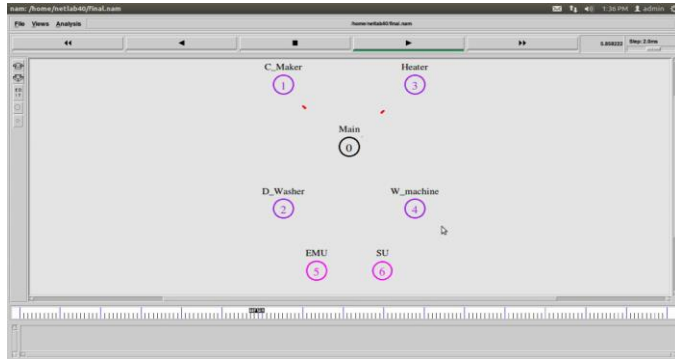 nam: /home/netlab40/final.nam
1:36 PM admin
File Views Analysis
/home/netlab40/final.nam
Step: 2.0ms
C_Maker
1
Heater
3
Main
0
D_Washer
2
W_machine
4
EMU
5
SU
6